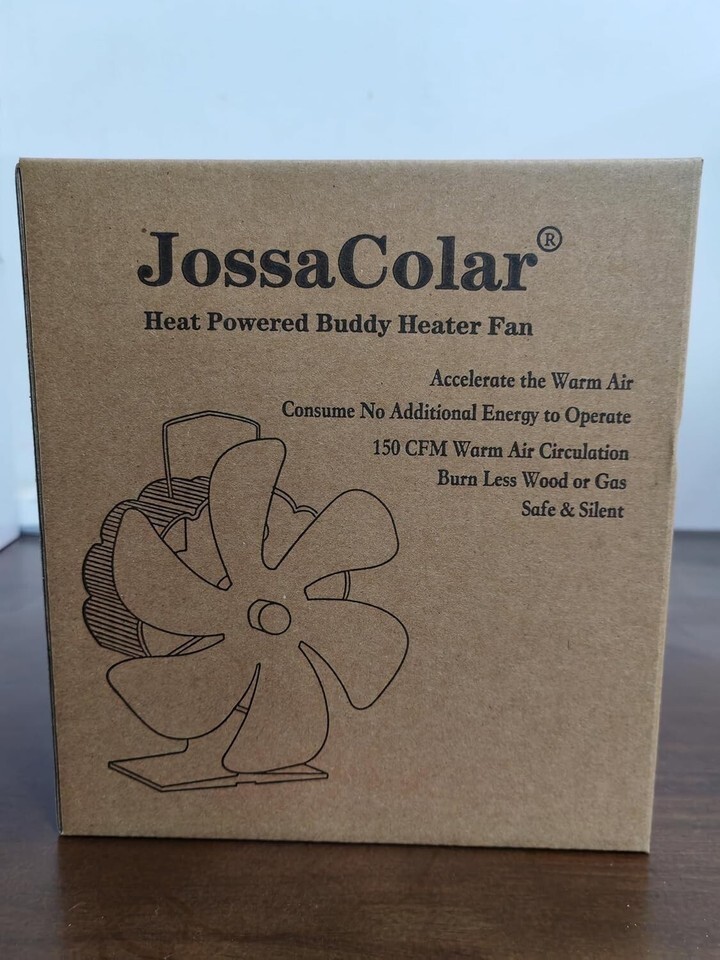 JossaColar®
Heat Powered Buddy Heater Fan
Accelerate the Warm Air
Consume No Additional Energy to Operate
150 CFM Warm Air Circulation
Burn Less Wood or Gas
Safe & Silent